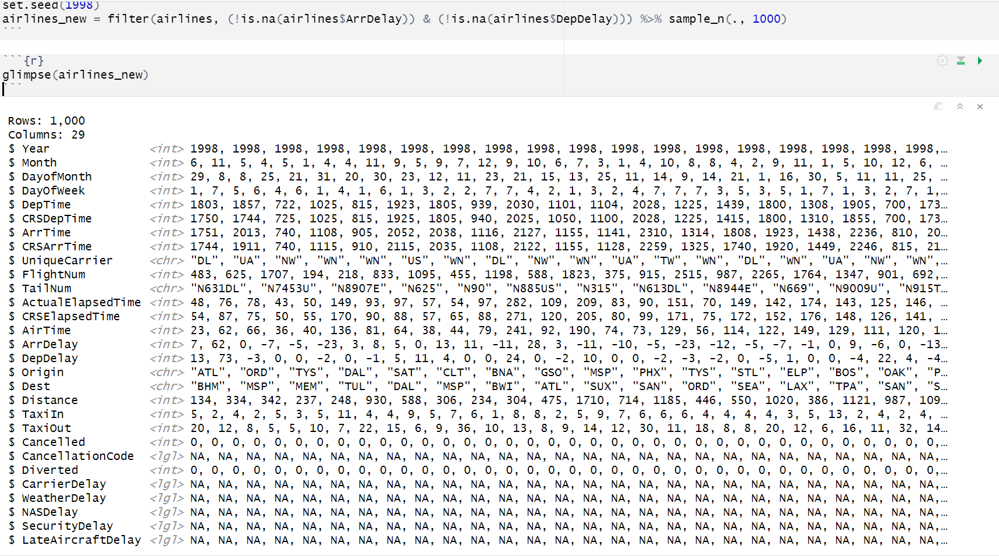 set.seed(1998)
airlines_new = filter(airlines, (!is.na(airlines$ArrDelay)) & (!is.na(airlines$DepDelay))) %>% sample_n(., 1000)
```
```{r}
glimpse(airlines_new)
```
Rows: 1,000
Columns: 29
$ Year <int> 1998, 1998, 1998, 1998, 1998, 1998, 1998, 1998, 1998, 1998, 1998, 1998, 1998, 1998, 1998, 1998, 1998, 1998,…
$ Month <int> 6, 11, 5, 4, 5, 1, 4, 4, 11, 9, 5, 9, 7, 12, 9, 10, 6, 7, 3, 1, 4, 10, 8, 8, 4, 2, 9, 11, 1, 5, 10, 12, 6, …
$ DayofMonth <int> 29, 8, 8, 25, 21, 31, 20, 30, 23, 12, 11, 23, 21, 15, 13, 25, 11, 14, 9, 14, 21, 1, 16, 30, 5, 11, 11, 25, …
$ DayOfWeek <int> 1, 7, 5, 6, 4, 6, 1, 4, 1, 6, 1, 3, 2, 2, 7, 7, 4, 2, 1, 3, 2, 4, 7, 7, 7, 3, 5, 3, 5, 1, 7, 1, 3, 2, 7, 1,…
$ DepTime <int> 1803, 1857, 722, 1025, 815, 1923, 1805, 939, 2030, 1101, 1104, 2028, 1225, 1439, 1800, 1308, 1905, 700, 173…
$ CRSDepTime <int> 1750, 1744, 725, 1025, 815, 1925, 1805, 940, 2025, 1050, 1100, 2028, 1225, 1415, 1800, 1310, 1855, 700, 173…
$ ArrTime <int> 1751, 2013, 740, 1108, 905, 2052, 2038, 1116, 2127, 1155, 1141, 2310, 1314, 1808, 1923, 1438, 2236, 810, 20…
$ CRSArrTime <int> 1744, 1911, 740, 1115, 910, 2115, 2035, 1108, 2122, 1155, 1128, 2259, 1325, 1740, 1920, 1449, 2246, 815, 21…
$ UniqueCarrier <chr> "DL", "UA", "NW", "WN", "WN", "US", "WN", "DL", "NW", "WN", "UA", "TW", "WN", "DL", "WN", "UA", "NW", "WN",…
$ FlightNum <int> 483, 625, 1707, 194, 218, 833, 1095, 455, 1198, 588, 1823, 375, 915, 2515, 987, 2265, 1764, 1347, 901, 692,…
$ TailNum <chr> "N631DL", "N7453U", "N8907E", "N625", "N90", "N885US", "N315", "N613DL", "N8944E", "N669", "N9009U", "N915T…
$ ActualElapsedTime <int> 48, 76, 78, 43, 50, 149, 93, 97, 57, 54, 97, 282, 109, 209, 83, 90, 151, 70, 149, 142, 174, 143, 125, 146, …
$ CRSElapsedTime <int> 54, 87, 75, 50, 55, 170, 90, 88, 57, 65, 88, 271, 120, 205, 80, 99, 171, 75, 172, 152, 176, 148, 126, 141, …
$ AirTime <int> 23, 62, 66, 36, 40, 136, 81, 64, 38, 44, 79, 241, 92, 190, 74, 73, 129, 56, 114, 122, 149, 129, 111, 120, 1…
$ ArrDelay <int> 7, 62, 0, -7, -5, -23, 3, 8, 5, 0, 13, 11, -11, 28, 3, -11, -10, -5, -23, -12, -5, -7, -1, 0, 9, -6, 0, -13…
$ DepDelay <int> 13, 73, -3, 0, 0, -2, 0, -1, 5, 11, 4, 0, 0, 24, 0, -2, 10, 0, 0, -2, -3, -2, 0, -5, 1, 0, 0, -4, 22, 4, -4…
$ Origin <chr> "ATL", "ORD", "TYS", "DAL", "SAT", "CLT", "BNA", "GSO", "MSP", "PHX", "TYS", "STL", "ELP", "BOS", "OAK", "P…
$ Dest <chr> "BHM", "MSP", "MEM", "TUL", "DAL", "MSP", "BWI", "ATL", "SUX", "SAN", "ORD", "SEA", "LAX", "TPA", "SAN", "S…
$ Distance <int> 134, 334, 342, 237, 248, 930, 588, 306, 234, 304, 475, 1710, 714, 1185, 446, 550, 1020, 386, 1121, 987, 109…
$ TaxiIn <int> 5, 2, 4, 2, 5, 3, 5, 11, 4, 4, 9, 5, 7, 6, 1, 8, 8, 2, 5, 9, 7, 6, 6, 6, 4, 4, 4, 4, 3, 5, 13, 2, 4, 2, 4, …
$ TaxiOut <int> 20, 12, 8, 5, 5, 10, 7, 22, 15, 6, 9, 36, 10, 13, 8, 9, 14, 12, 30, 11, 18, 8, 8, 20, 12, 6, 16, 11, 32, 14…
$ Cancelled <int> 0, 0, 0, 0, 0, 0, 0, 0, 0, 0, 0, 0, 0, 0, 0, 0, 0, 0, 0, 0, 0, 0, 0, 0, 0, 0, 0, 0, 0, 0, 0, 0, 0, 0, 0, 0,…
$ CancellationCode <lgl> NA, NA, NA, NA, NA, NA, NA, NA, NA, NA, NA, NA, NA, NA, NA, NA, NA, NA, NA, NA, NA, NA, NA, NA, NA, NA, NA,…
$ Diverted <int> 0, 0, 0, 0, 0, 0, 0, 0, 0, 0, 0, 0, 0, 0, 0, 0, 0, 0, 0, 0, 0, 0, 0, 0, 0, 0, 0, 0, 0, 0, 0, 0, 0, 0, 0, 0,…
$ CarrierDelay <lgl> NA, NA, NA, NA, NA, NA, NA, NA, NA, NA, NA, NA, NA, NA, NA, NA, NA, NA, NA, NA, NA, NA, NA, NA, NA, NA, NA,…
$ WeatherDelay <lgl> NA, NA, NA, NA, NA, NA, NA, NA, NA, NA, NA, NA, NA, NA, NA, NA, NA, NA, NA, NA, NA, NA, NA, NA, NA, NA, NA,…
$ NASDelay <lgl> NA, NA, NA, NA, NA, NA, NA, NA, NA, NA, NA, NA, NA, NA, NA, NA, NA, NA, NA, NA, NA, NA, NA, NA, NA, NA, NA,…
$ SecurityDelay <lgl> NA, NA, NA, NA, NA, NA, NA, NA, NA, NA, NA, NA, NA, NA, NA, NA, NA, NA, NA, NA, NA, NA, NA, NA, NA, NA, NA,…
$ LateAircraftDelay <lgl> NA, NA, NA, NA, NA, NA, NA, NA, NA, NA, NA, NA, NA, NA, NA, NA, NA, NA, NA, NA, NA, NA, NA, NA, NA, NA, NA,…